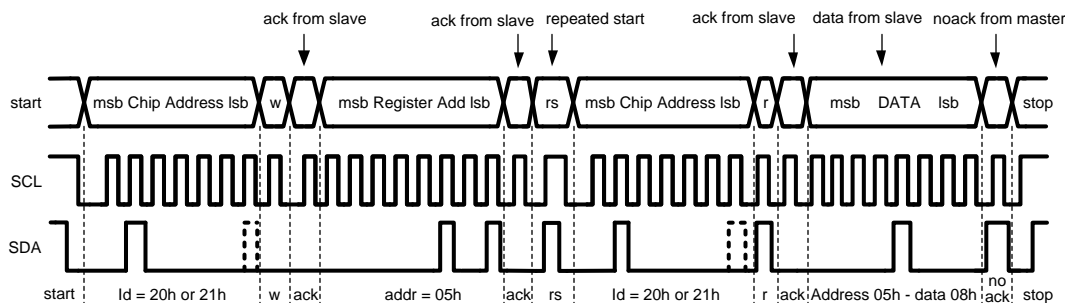 ack from slave ack from slave repeated start ack from slave data from slave noack from master
start msb Chip Address lsb w msb Register Add lsb rs msb Chip Address lsb r msb DATA lsb stop
SCL
SDA
start Id = 20h or 21h w ack addr = 05h ack rs Id = 20h or 21h r ack Address 05h - data 08h no ack stop